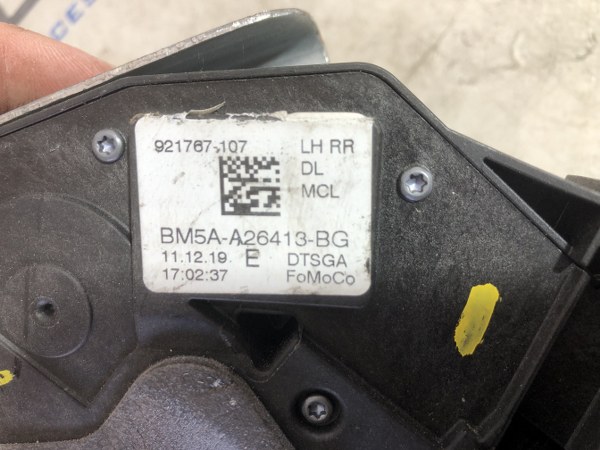 921767-107 LH RR
DL
MCL
BM5A-A26413-BG
11.12.19 E DTSGA
17:02:37 FoMoCo